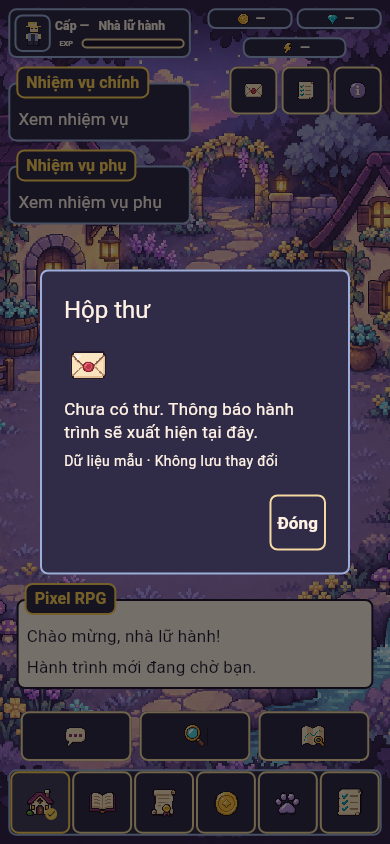 Cấp — Nhà lữ hành
EXP
—
—
—
Nhiệm vụ chính
Xem nhiệm vụ
Nhiệm vụ phụ
Xem nhiệm vụ phụ
Hộp thư
Chưa có thư. Thông báo hành
trình sẽ xuất hiện tại đây.
Dữ liệu mẫu · Không lưu thay đổi
Đóng
Pixel RPG
Chào mừng, nhà lữ hành!
Hành trình mới đang chờ bạn.